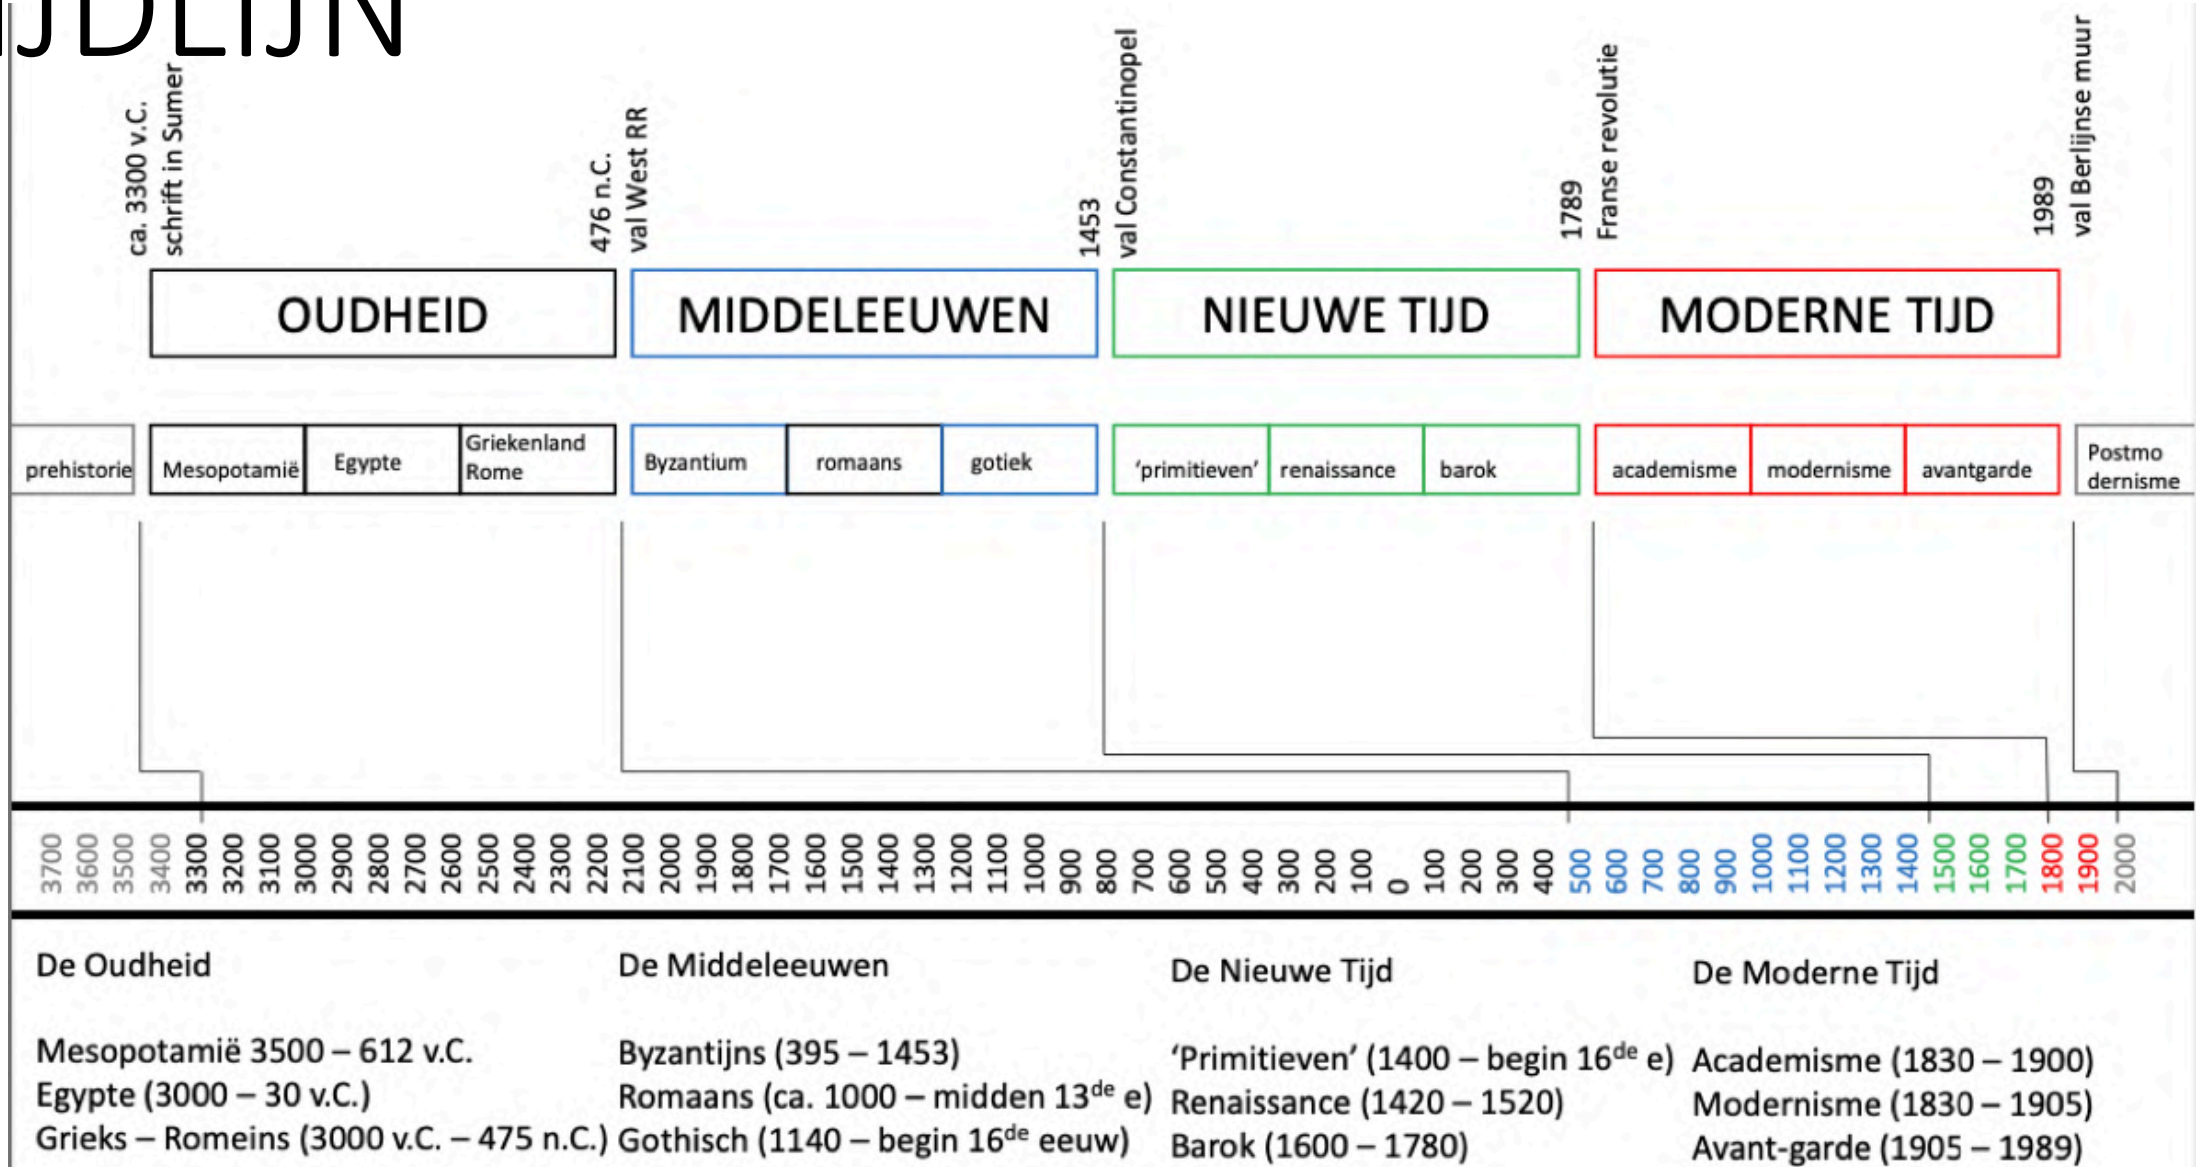 IJDLIJN
ca. 3300 v.C.
schrift in Sumer
476 n.C.
val West RR
1453
val Constantinopel
1789
Franse revolutie
1989
val Berlijnse muur
OUDHEID
MIDDELEEUWEN
NIEUWE TIJD
MODERNE TIJD
prehistorie
Mesopotamië
Egypte
Griekenland
Rome
Byzantium
romaans
gotiek
‘primitieven’
renaissance
barok
academisme
modernisme
avantgarde
Postmo
dernisme
3700 3600 3500 3400 3300 3200 3100 3000 2900 2800 2700 2600 2500 2400 2300 2200 2100 2000 1900 1800 1700 1600 1500 1400 1300 1200 1100 1000 900 800 700 600 500 400 300 200 100 0 100 200 300 400 500 600 700 800 900 1000 1100 1200 1300 1400 1500 1600 1700 1800 1900 2000
De Oudheid
Mesopotamië 3500 – 612 v.C.
Egypte (3000 – 30 v.C.)
Grieks – Romeins (3000 v.C. – 475 n.C.)
De Middeleeuwen
Byzantijns (395 – 1453)
Romaans (ca. 1000 – midden 13de e)
Gothisch (1140 – begin 16de eeuw)
De Nieuwe Tijd
‘Primitieven’ (1400 – begin 16de e)
Renaissance (1420 – 1520)
Barok (1600 – 1780)
De Moderne Tijd
Academisme (1830 – 1900)
Modernisme (1830 – 1905)
Avant-garde (1905 – 1989)